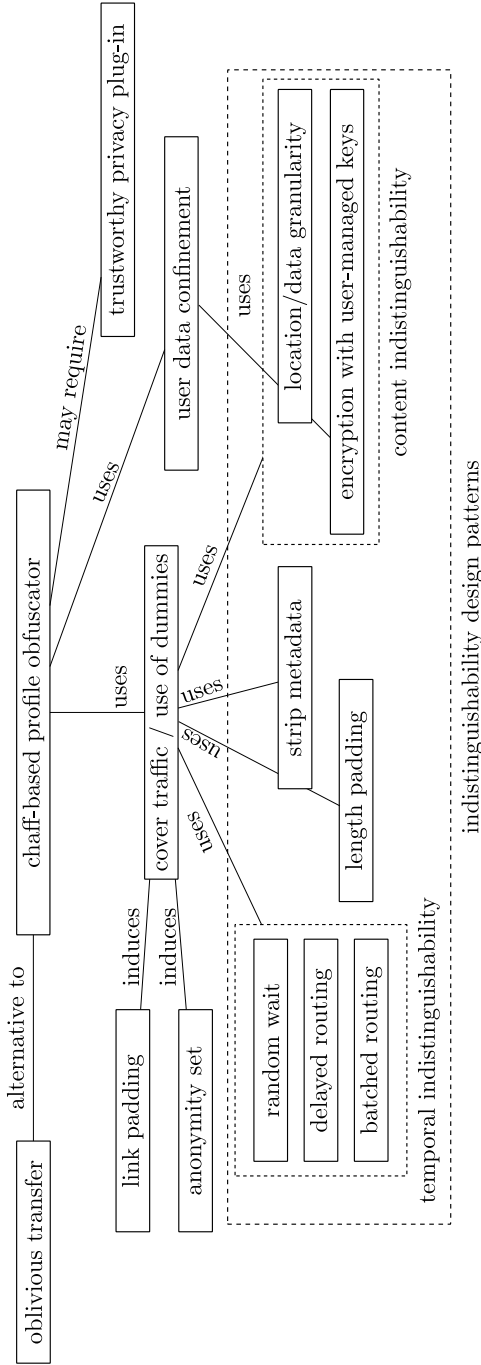 oblivious transfer
alternative to
chaff-based profile obfuscator
may require
trustworthy privacy plug-in
uses
user data confinement
uses
link padding
induces
anonymity set
induces
cover traffic / use of dummies
uses
uses
uses
uses
uses
random wait
delayed routing
batched routing
temporal indistinguishability
strip metadata
length padding
location/data granularity
encryption with user-managed keys
content indistinguishability
indistinguishability design patterns